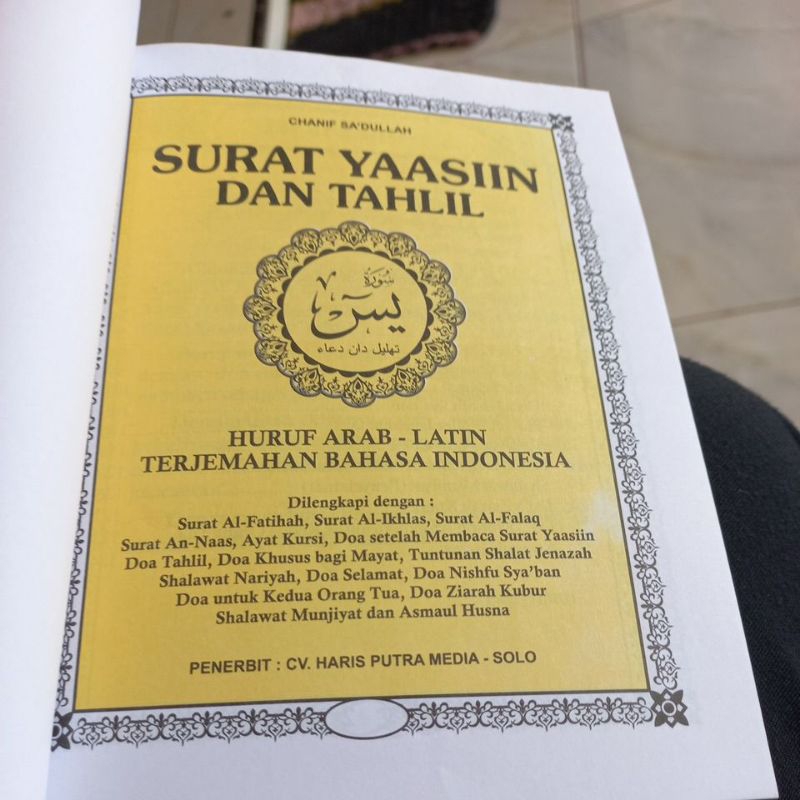 CHANIF SA'DULLAH
SURAT YAASIIN
DAN TAHLIL
سُورَةُ
يس
تهليل دان دعاء
HURUF ARAB - LATIN
TERJEMAHAN BAHASA INDONESIA
Dilengkapi dengan :
Surat Al-Fatihah, Surat Al-Ikhlas, Surat Al-Falaq
Surat An-Naas, Ayat Kursi, Doa setelah Membaca Surat Yaasiin
Doa Tahlil, Doa Khusus bagi Mayat, Tuntunan Shalat Jenazah
Shalawat Nariyah, Doa Selamat, Doa Nishfu Sya'ban
Doa untuk Kedua Orang Tua, Doa Ziarah Kubur
Shalawat Munjiyat dan Asmaul Husna
PENERBIT : CV. HARIS PUTRA MEDIA - SOLO